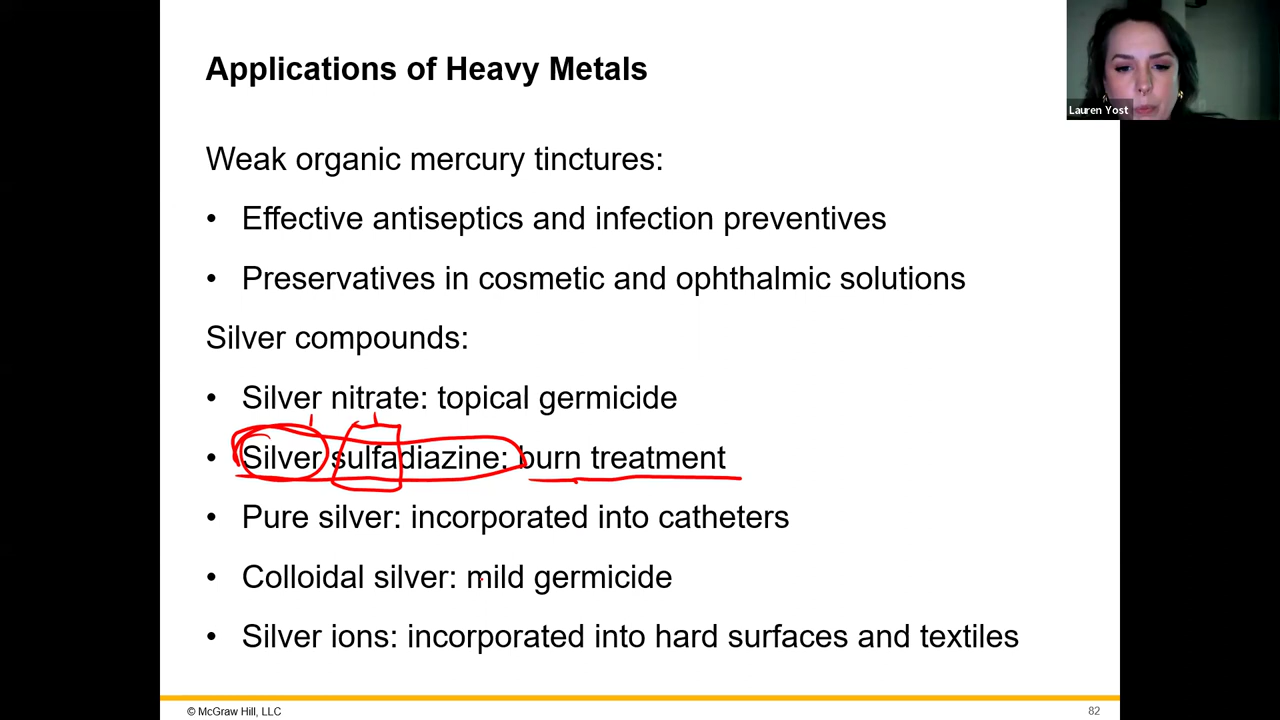 Applications of Heavy Metals
Lauren Yost
Weak organic mercury tinctures:
• Effective antiseptics and infection preventives
• Preservatives in cosmetic and ophthalmic solutions
Silver compounds:
• Silver nitrate: topical germicide
• Silver sulfadiazine: burn treatment
• Pure silver: incorporated into catheters
• Colloidal silver: mild germicide
• Silver ions: incorporated into hard surfaces and textiles
© McGraw Hill, LLC
82